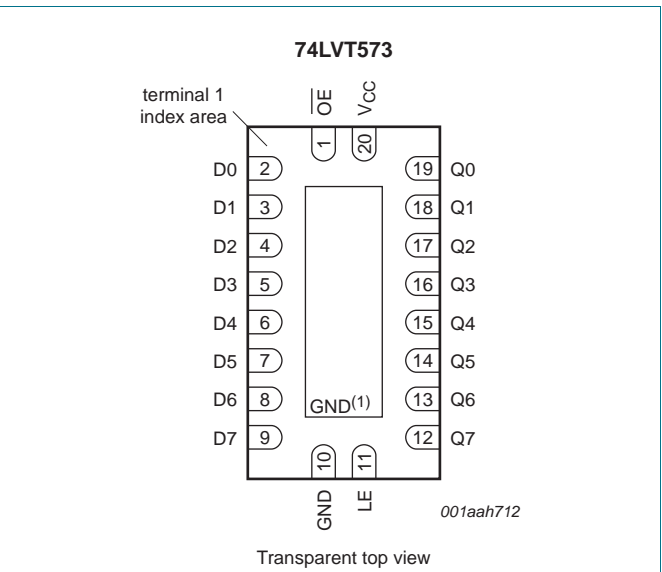 74LVT573
terminal 1
index area
OE
VCC
1
20
D0 2
19 Q0
D1 3
18 Q1
D2 4
17 Q2
D3 5
16 Q3
D4 6
15 Q4
D5 7
14 Q5
D6 8
13 Q6
D7 9
12 Q7
GND(1)
10
11
GND
LE
001aah712
Transparent top view